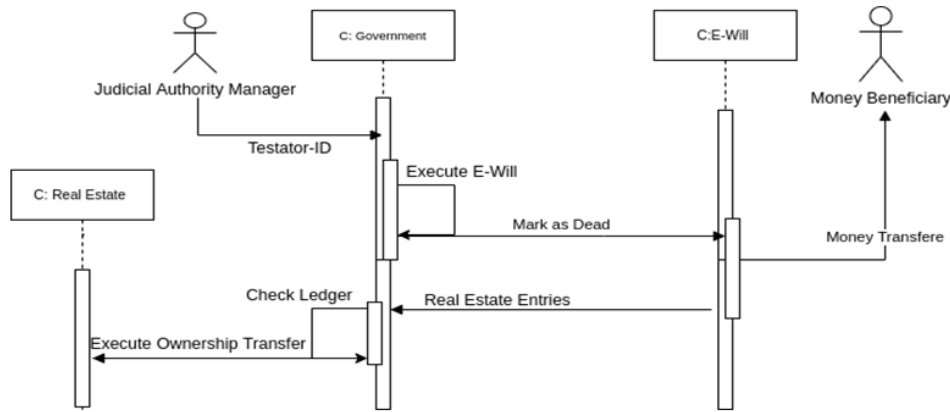 C: Government
C:E-Will
Judicial Authority Manager
Money Beneficiary
Testator-ID
Execute E-Will
C: Real Estate
Mark as Dead
Money Transfere
Check Ledger
Real Estate Entries
Execute Ownership Transfer